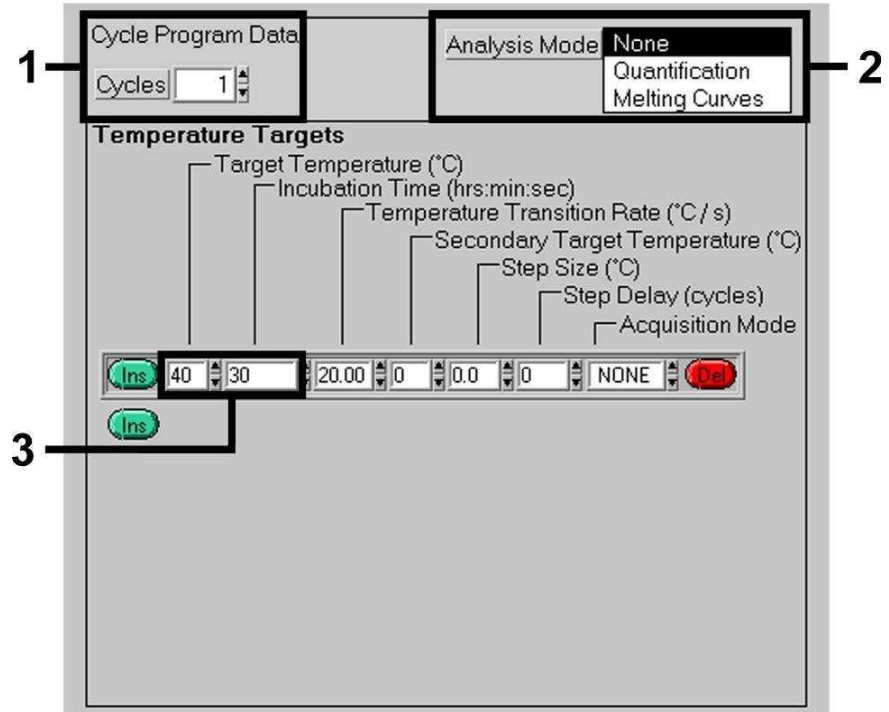 Cycle Program Data
Cycles 1
1
Analysis Mode None
Quantification
Melting Curves
2
Temperature Targets
Target Temperature (°C)
Incubation Time (hrs:min:sec)
Temperature Transition Rate (°C / s)
Secondary Target Temperature (°C)
Step Size (°C)
Step Delay (cycles)
Acquisition Mode
Ins 40 30 20.00 0 0.0 0 NONE Del
Ins
3